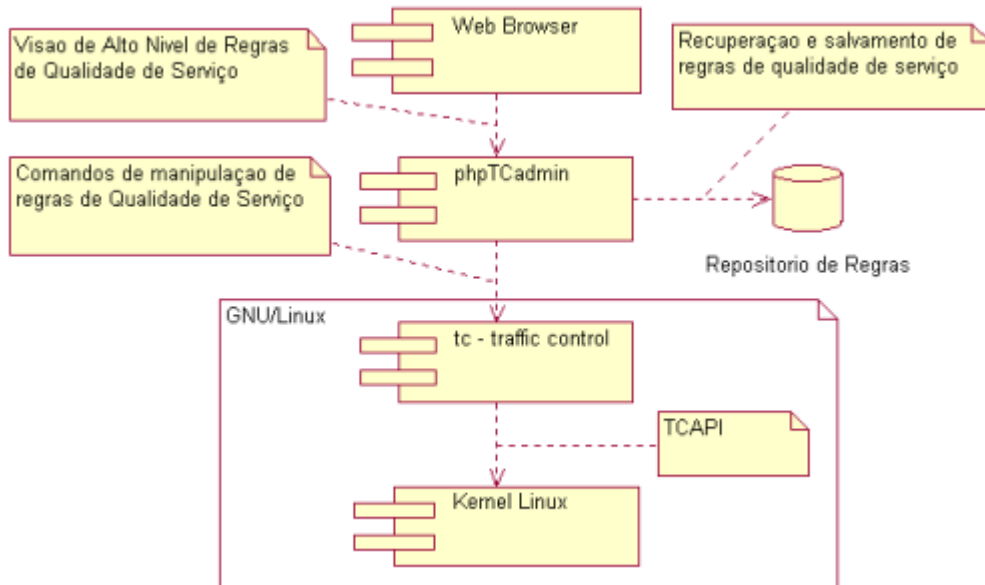 Visao de Alto Nivel de Regras
de Qualidade de Serviço
Web Browser
Recuperaçao e salvamento de
regras de qualidade de serviço
Comandos de manipulaçao de
regras de Qualidade de Serviço
phpTCadmin
Repositorio de Regras
GNU/Linux
tc - traffic control
TCAPI
Kernel Linux